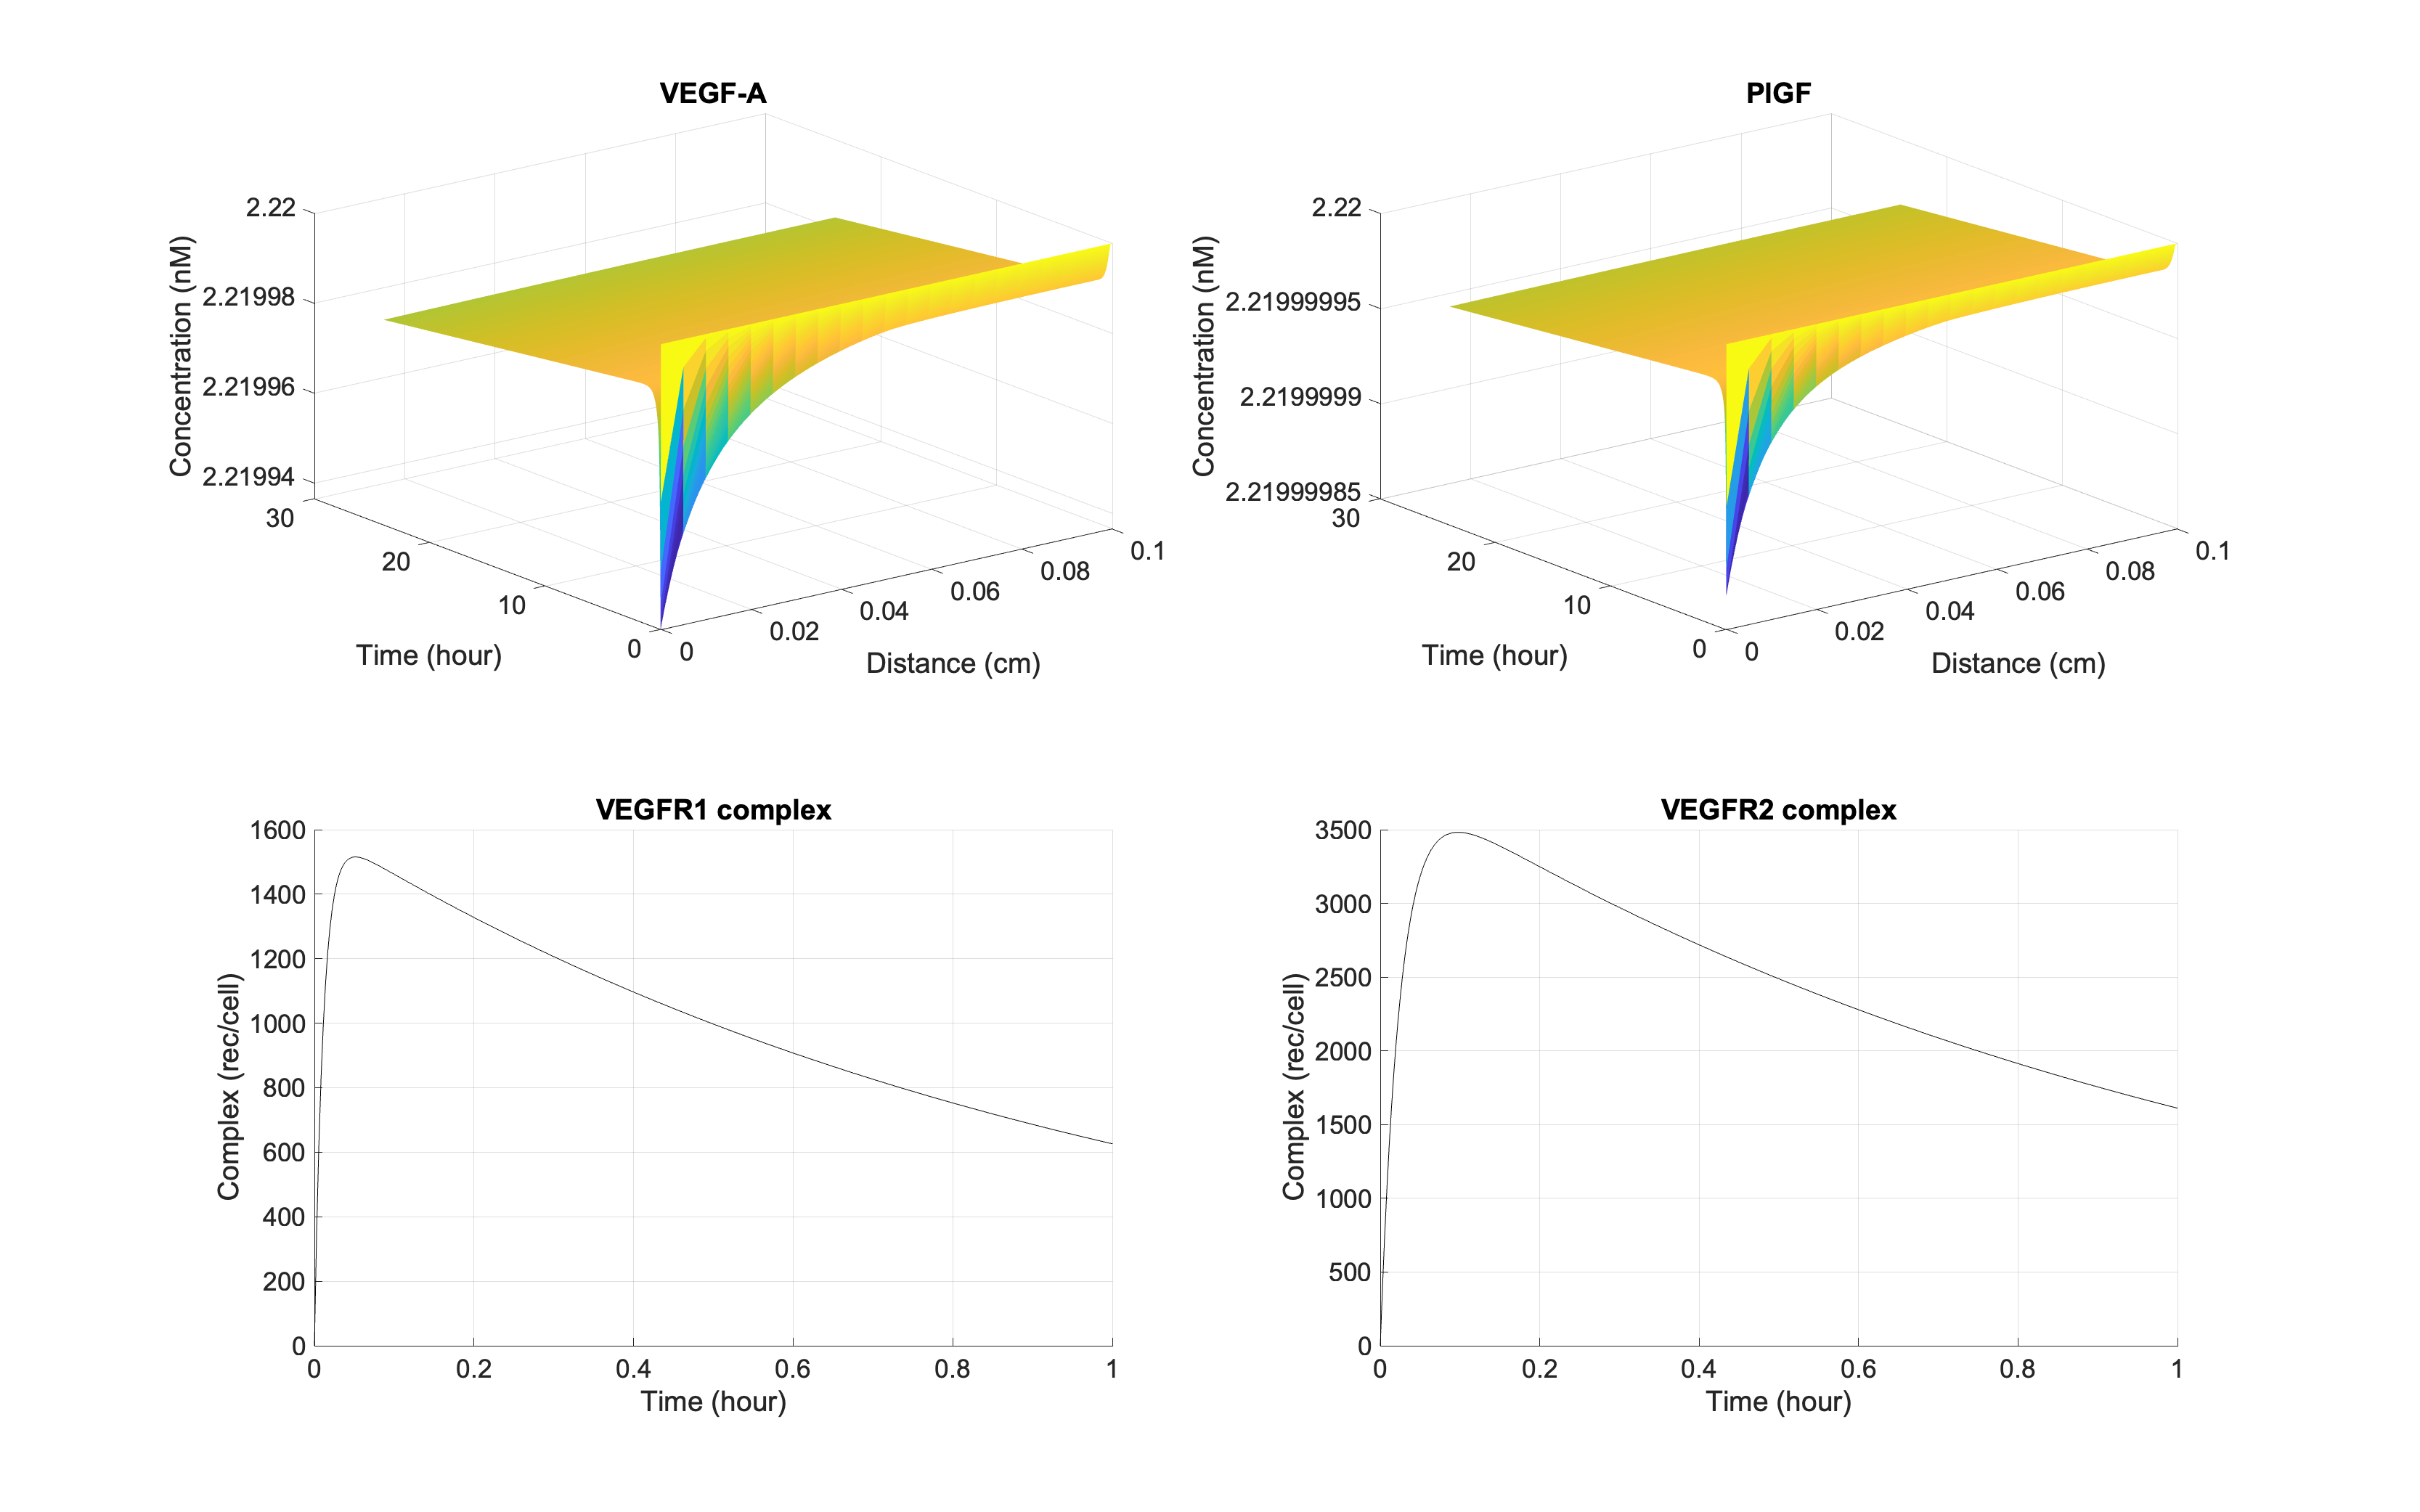 VEGF-A
2.22
2.21998
2.21996
2.21994
Concentration (nM)
30
20
10
0
Time (hour)
0
0.02
0.04
0.06
0.08
0.1
Distance (cm)
PlGF
2.22
2.21999995
2.2199999
2.21999985
Concentration (nM)
30
20
10
0
Time (hour)
0
0.02
0.04
0.06
0.08
0.1
Distance (cm)
VEGFR1 complex
1600
1400
1200
1000
800
600
400
200
0
Complex (rec/cell)
0 0.2 0.4 0.6 0.8 1
Time (hour)
VEGFR2 complex
3500
3000
2500
2000
1500
1000
500
0
Complex (rec/cell)
0 0.2 0.4 0.6 0.8 1
Time (hour)